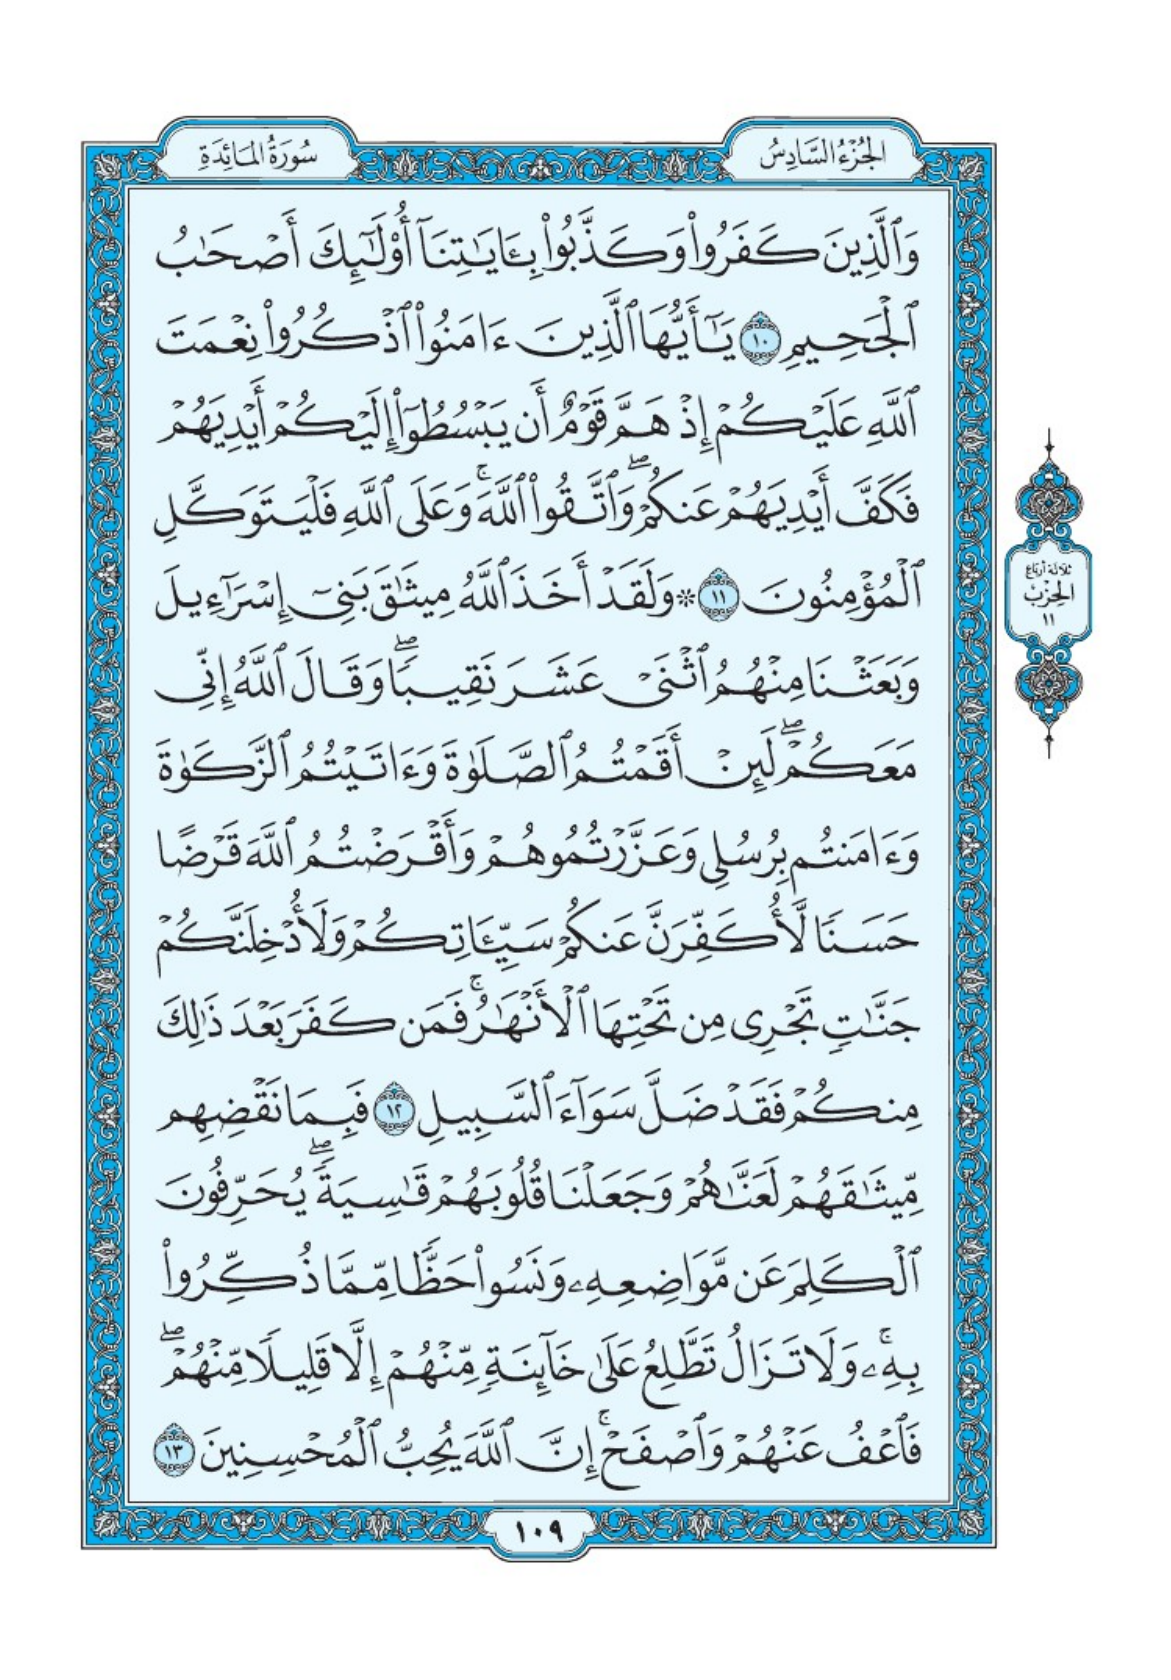 الجُزْءُ السَّادِسُ
سُورَةُ المَائِدَةِ
وَٱلَّذِينَ كَفَرُوا۟ وَكَذَّبُوا۟ بِـَٔايَـٰتِنَآ أُو۟لَـٰٓئِكَ أَصْحَـٰبُ
ٱلْجَحِيمِ ١٠ يَـٰٓأَيُّهَا ٱلَّذِينَ ءَامَنُوا۟ ٱذْكُرُوا۟ نِعْمَتَ
ٱللَّهِ عَلَيْكُمْ إِذْ هَمَّ قَوْمٌ أَن يَبْسُطُوٓا۟ إِلَيْكُمْ أَيْدِيَهُمْ
فَكَفَّ أَيْدِيَهُمْ عَنكُمْ ۖ وَٱتَّقُوا۟ ٱللَّهَ ۚ وَعَلَى ٱللَّهِ فَلْيَتَوَكَّلِ
ٱلْمُؤْمِنُونَ ١١ * وَلَقَدْ أَخَذَ ٱللَّهُ مِيثَـٰقَ بَنِىٓ إِسْرَٰٓءِيلَ
وَبَعَثْنَا مِنْهُمُ ٱثْنَىْ عَشَرَ نَقِيبًا ۖ وَقَالَ ٱللَّهُ إِنِّى
مَعَكُمْ ۖ لَئِنْ أَقَمْتُمُ ٱلصَّلَوٰةَ وَءَاتَيْتُمُ ٱلزَّكَوٰةَ
وَءَامَنتُم بِرُسُلِى وَعَزَّرْتُمُوهُمْ وَأَقْرَضْتُمُ ٱللَّهَ قَرْضًا
حَسَنًا لَّأُكَفِّرَنَّ عَنكُمْ سَيِّـَٔاتِكُمْ وَلَأُدْخِلَنَّكُمْ
جَنَّـٰتٍ تَجْرِى مِن تَحْتِهَا ٱلْأَنْهَـٰرُ ۚ فَمَن كَفَرَ بَعْدَ ذَٰلِكَ
مِنكُمْ فَقَدْ ضَلَّ سَوَآءَ ٱلسَّبِيلِ ١٢ فَبِمَا نَقْضِهِم
مِّيثَـٰقَهُمْ لَعَنَّـٰهُمْ وَجَعَلْنَا قُلُوبَهُمْ قَـٰسِيَةً ۖ يُحَرِّفُونَ
ٱلْكَلِمَ عَن مَّوَاضِعِهِۦ وَنَسُوا۟ حَظًّا مِّمَّا ذُكِّرُوا۟
بِهِۦ ۚ وَلَا تَزَالُ تَطَّلِعُ عَلَىٰ خَآئِنَةٍ مِّنْهُمْ إِلَّا قَلِيلًا مِّنْهُمْ ۖ
فَٱعْفُ عَنْهُمْ وَٱصْفَحْ ۚ إِنَّ ٱللَّهَ يُحِبُّ ٱلْمُحْسِنِينَ ١٣
ثلاثة أرباع
الحِزْبِ
١١
١٠٩